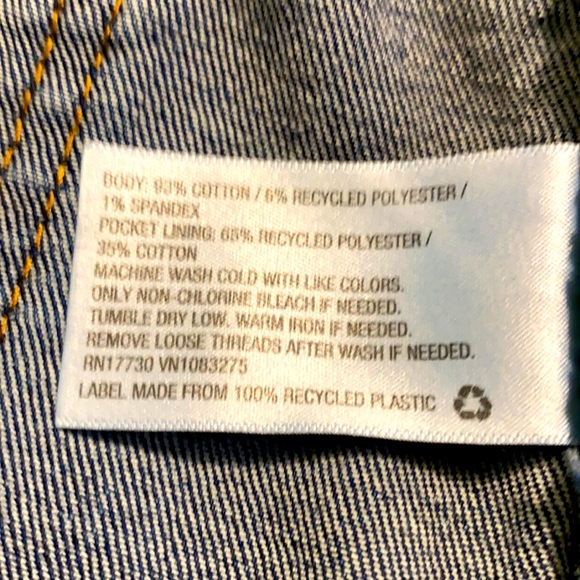 BODY: 93% COTTON / 6% RECYCLED POLYESTER /
1% SPANDEX
POCKET LINING: 65% RECYCLED POLYESTER /
35% COTTON
MACHINE WASH COLD WITH LIKE COLORS.
ONLY NON-CHLORINE BLEACH IF NEEDED.
TUMBLE DRY LOW. WARM IRON IF NEEDED.
REMOVE LOOSE THREADS AFTER WASH IF NEEDED.
RN17730 VN1083275
LABEL MADE FROM 100% RECYCLED PLASTIC